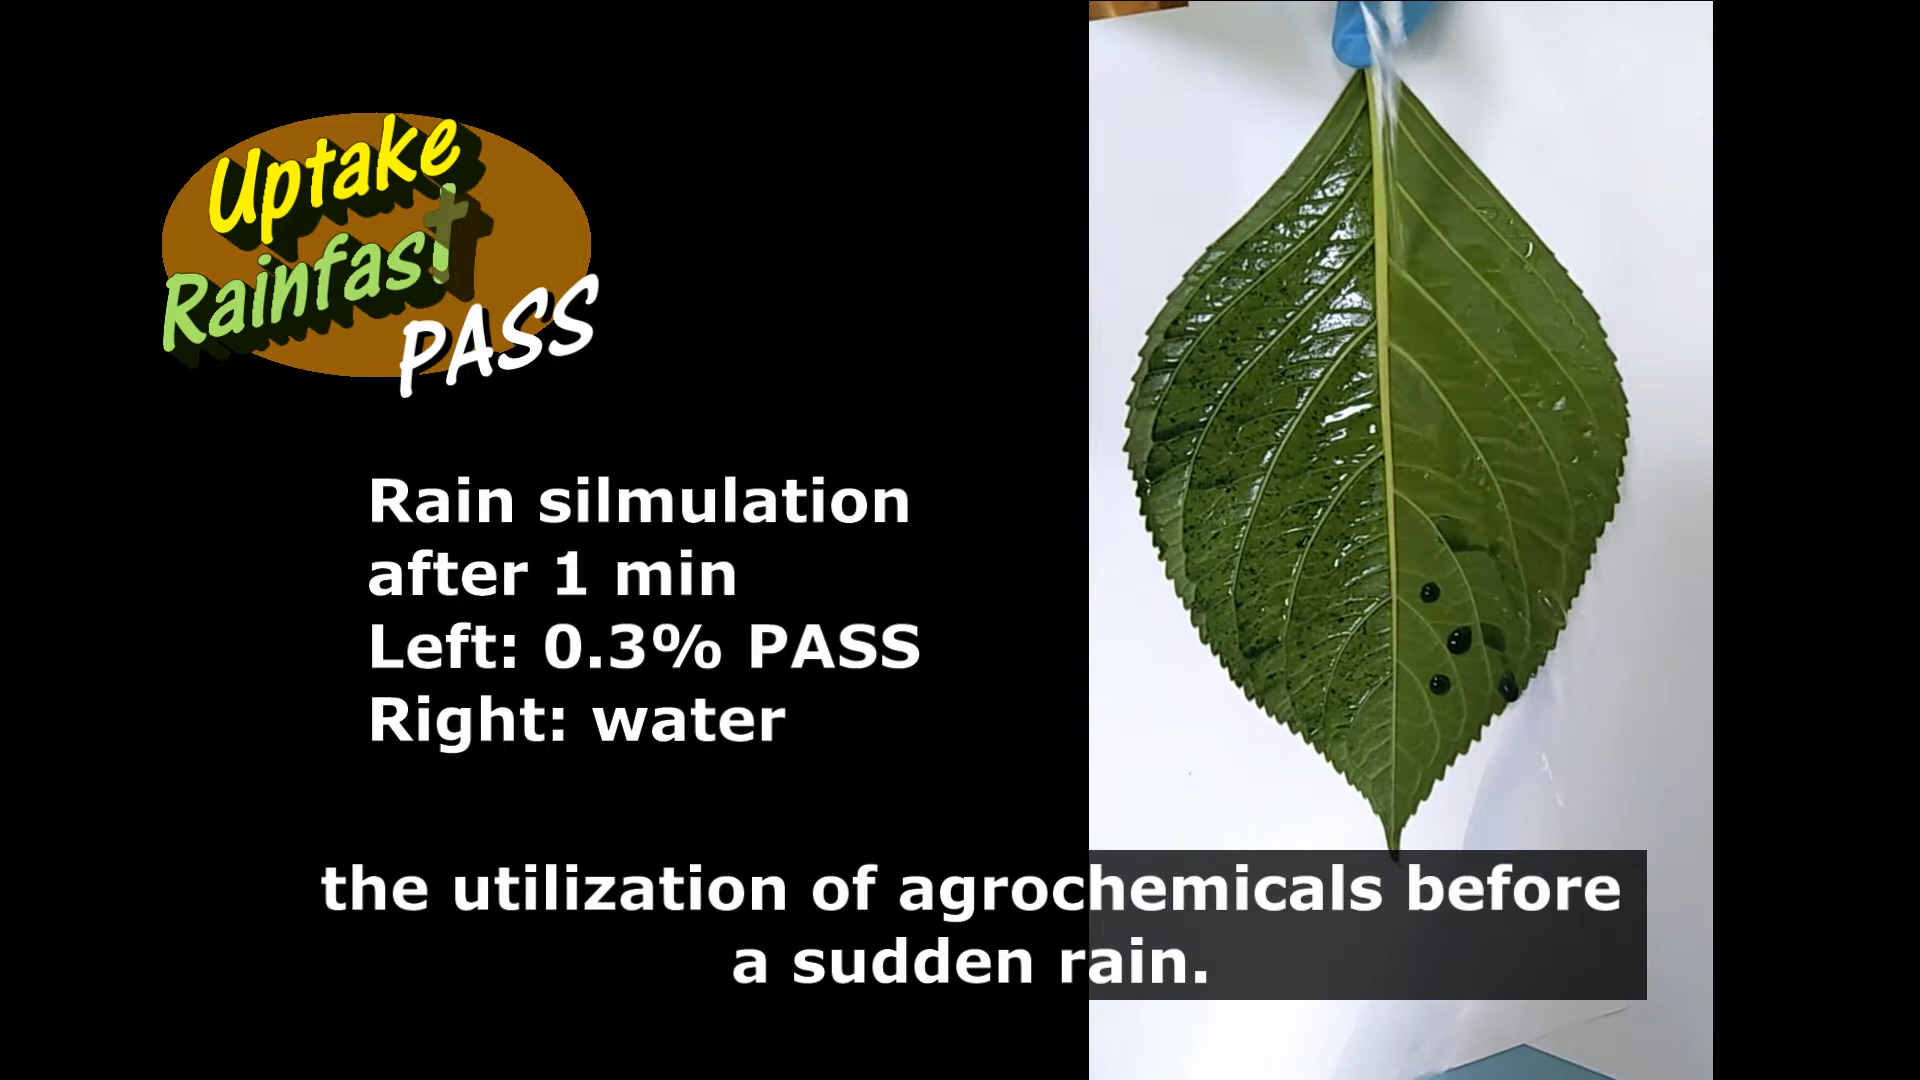 Uptake
Rainfast
PASS
Rain silmulation
after 1 min
Left: 0.3% PASS
Right: water
the utilization of agrochemicals before
a sudden rain.